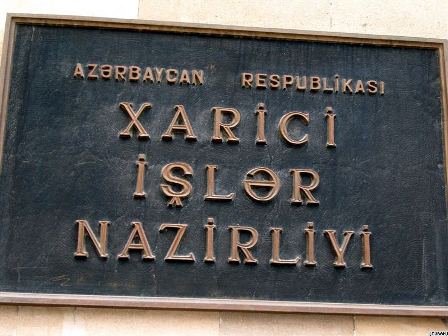 AZƏRBAYCAN RESPUBLİKASI
XARİCİ
İŞLƏR
NAZİRLİYİ